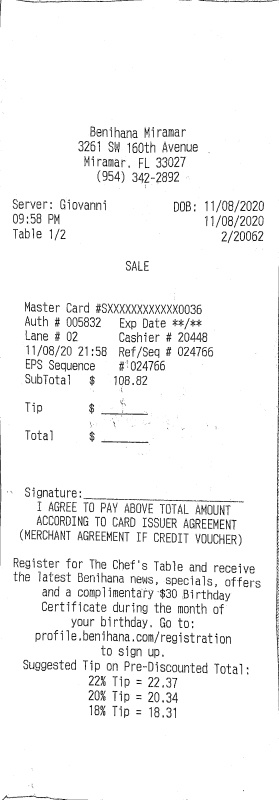 Benihana Miramar
3261 SW 160th Avenue
Miramar, FL 33027
(954) 342-2892
Server: Giovanni DOB: 11/08/2020
09:58 PM 11/08/2020
Table 1/2 2/20062
SALE
Master Card #SXXXXXXXXXXXX0036
Auth # 005832 Exp Date **/**
Lane # 02 Cashier # 20448
11/08/20 21:58 Ref/Seq # 024766
EPS Sequence # 024766
SubTotal $ 108.82
Tip $ ______
Total $ ______
Signature:____________________
I AGREE TO PAY ABOVE TOTAL AMOUNT
ACCORDING TO CARD ISSUER AGREEMENT
(MERCHANT AGREEMENT IF CREDIT VOUCHER)
Register for The Chef's Table and receive
the latest Benihana news, specials, offers
and a complimentary $30 Birthday
Certificate during the month of
your birthday. Go to:
profile.benihana.com/registration
to sign up.
Suggested Tip on Pre-Discounted Total:
22% Tip = 22.37
20% Tip = 20.34
18% Tip = 18.31